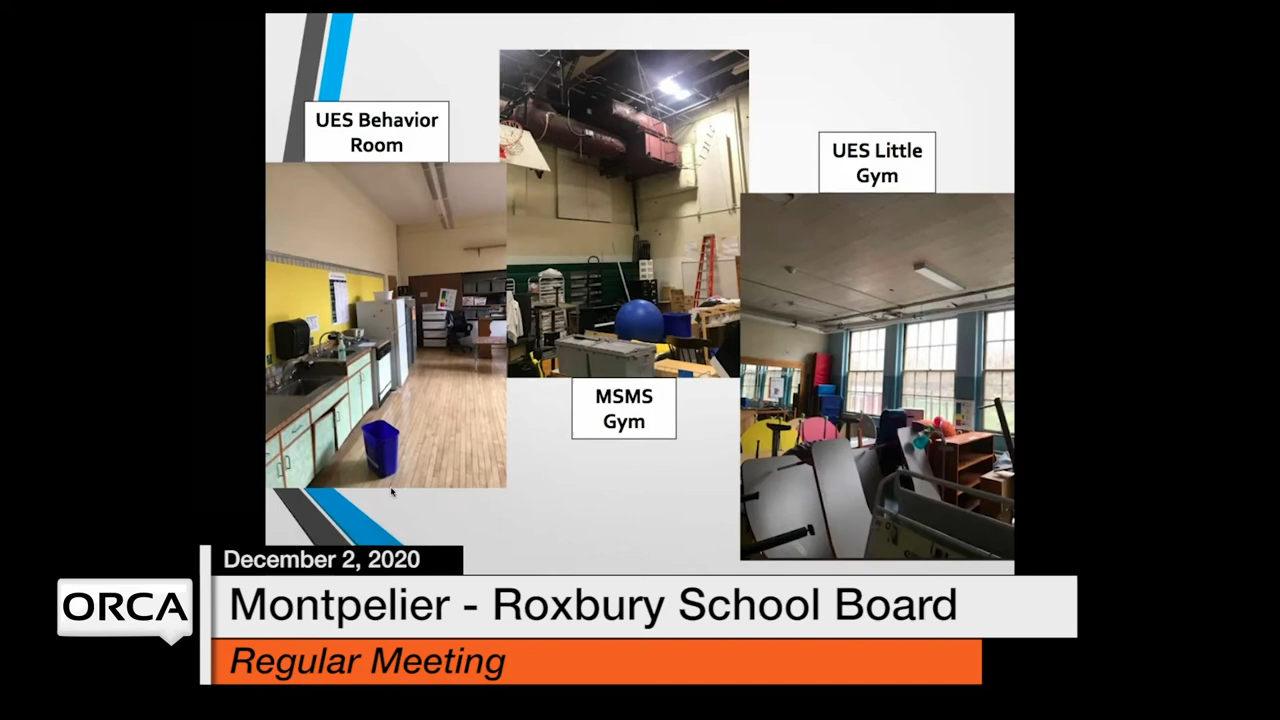 UES Behavior
Room
UES Little
Gym
MSMS
Gym
December 2, 2020
ORCA
Montpelier - Roxbury School Board
Regular Meeting